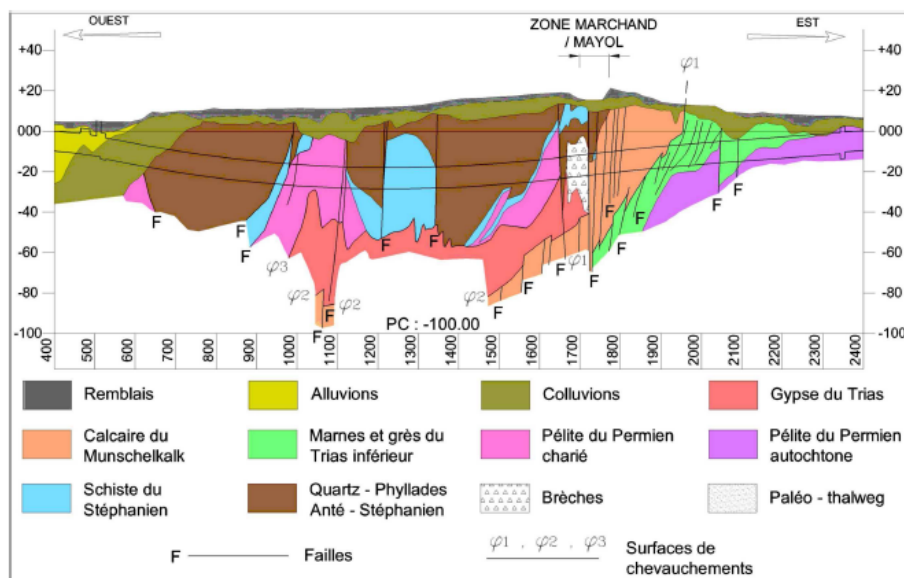 OUEST
ZONE MARCHAND
/ MAYOL
EST
+40
+20
000
-20
-40
-60
-80
-100
+40
+20
000
-20
-40
-60
-80
-100
φ1
F
F
F
φ3
φ2
F
F
φ2
F
F
φ2
F
F
F
F
φ1
F
F
F
F
F
F
F
PC : -100.00
400
500
600
700
800
900
1000
1100
1200
1300
1400
1500
1600
1700
1800
1900
2000
2100
2200
2300
2400
Remblais
Alluvions
Colluvions
Gypse du Trias
Calcaire du
Munschelkalk
Marnes et grès du
Trias inférieur
Pélite du Permien
charié
Pélite du Permien
autochtone
Schiste du
Stéphanien
Quartz - Phyllades
Anté - Stéphanien
Brèches
Paléo - thalweg
F
Failles
φ1 , φ2 , φ3
Surfaces de
chevauchements